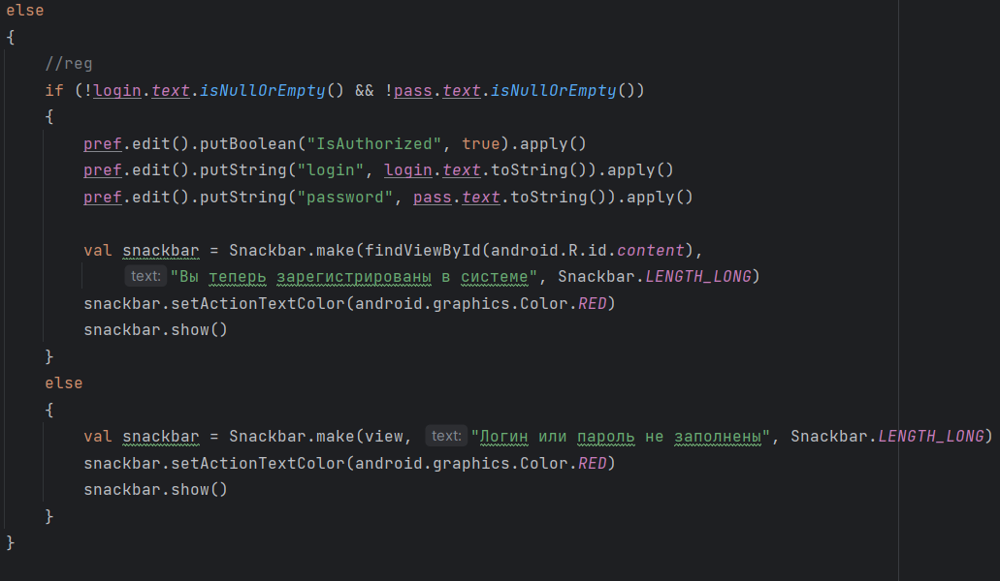 else
{
//reg
if (!login.text.isNullOrEmpty() && !pass.text.isNullOrEmpty())
{
pref.edit().putBoolean("IsAuthorized", true).apply()
pref.edit().putString("login", login.text.toString()).apply()
pref.edit().putString("password", pass.text.toString()).apply()
val snackbar = Snackbar.make(findViewById(android.R.id.content),
text: "Вы теперь зарегистрированы в системе", Snackbar.LENGTH_LONG)
snackbar.setActionTextColor(android.graphics.Color.RED)
snackbar.show()
}
else
{
val snackbar = Snackbar.make(view, text: "Логин или пароль не заполнены", Snackbar.LENGTH_LONG)
snackbar.setActionTextColor(android.graphics.Color.RED)
snackbar.show()
}
}